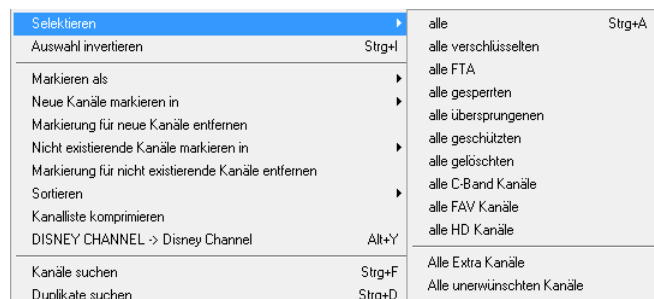 Selektieren
Auswahl invertieren Strg+I
Markieren als
Neue Kanäle markieren in
Markierung für neue Kanäle entfernen
Nicht existierende Kanäle markieren in
Markierung für nicht existierende Kanäle entfernen
Sortieren
Kanalliste komprimieren
DISNEY CHANNEL -> Disney Channel Alt+Y
Kanäle suchen Strg+F
Duplikate suchen Strg+D
alle Strg+A
alle verschlüsselten
alle FTA
alle gesperrten
alle übersprungenen
alle geschützten
alle gelöschten
alle C-Band Kanäle
alle FAV Kanäle
alle HD Kanäle
Alle Extra Kanäle
Alle unerwünschten Kanäle